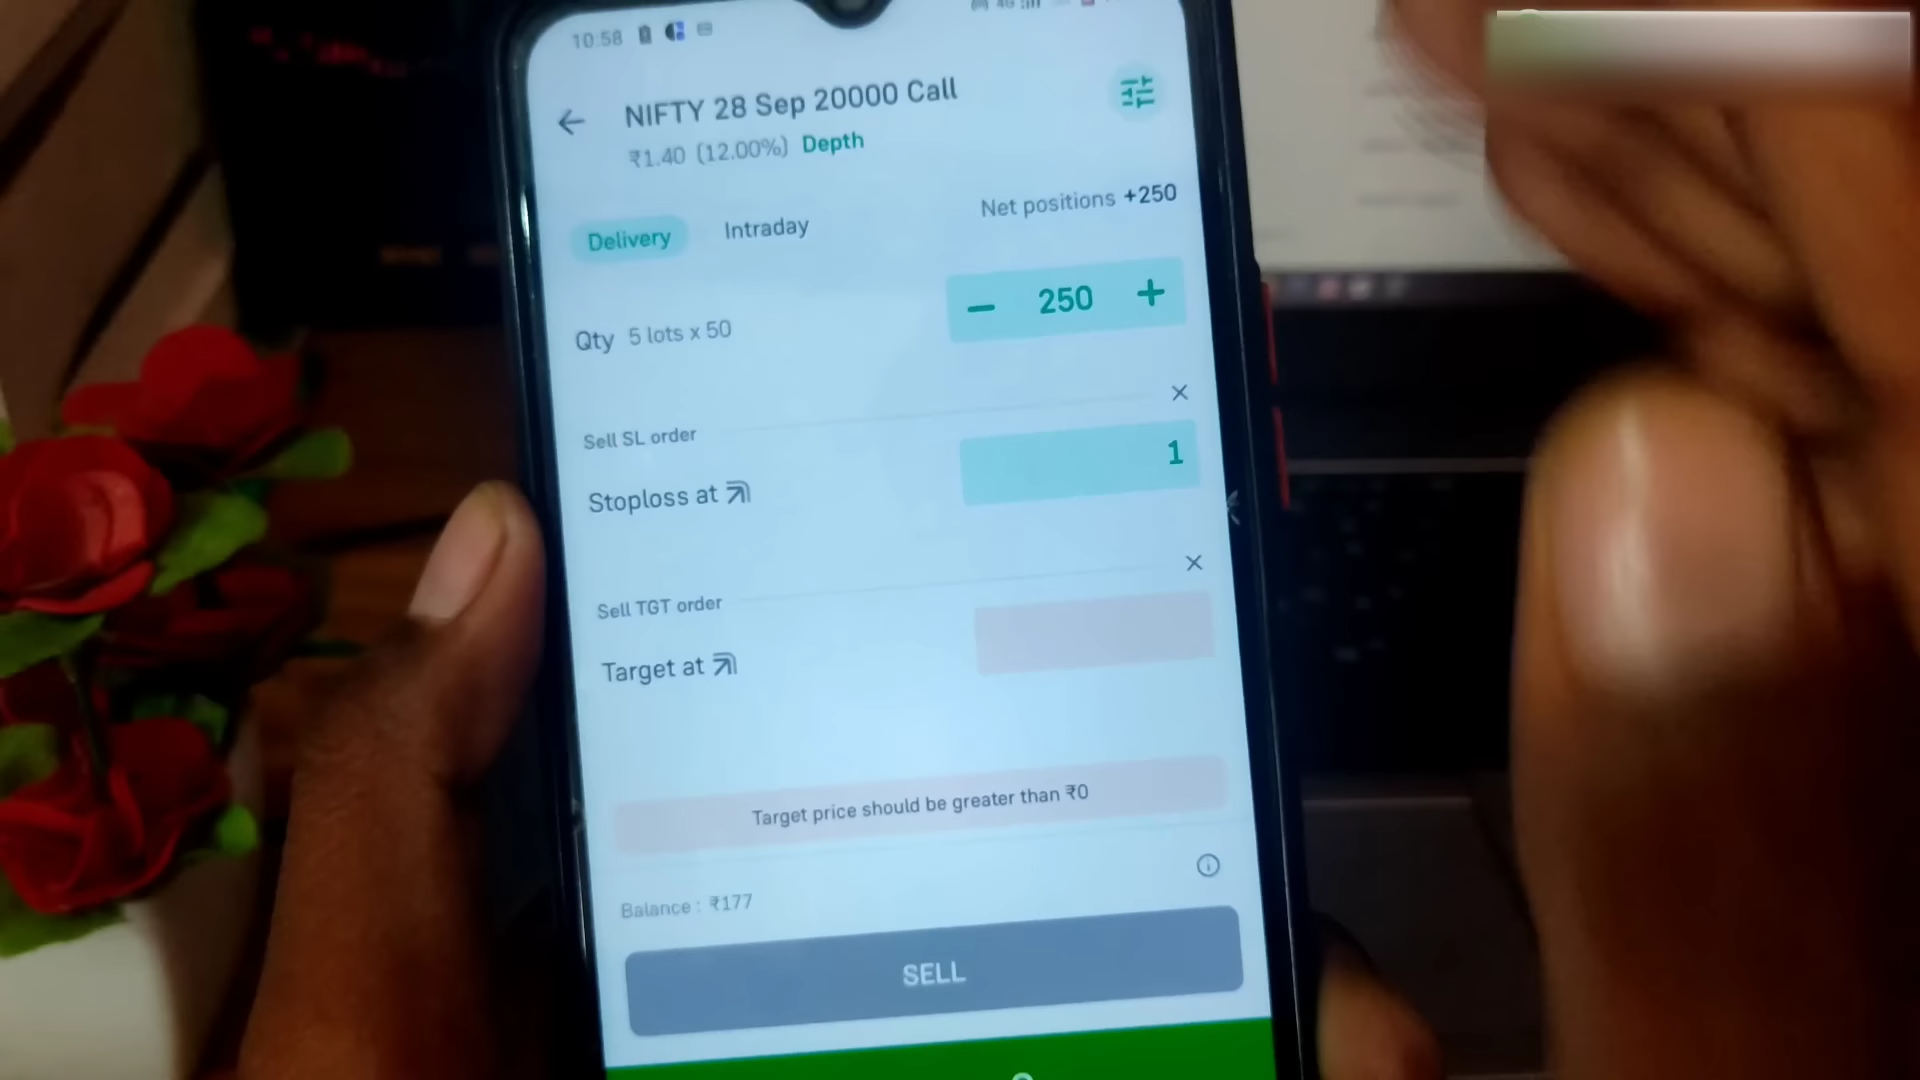 10:58
NIFTY 28 Sep 20000 Call
₹1.40 (12.00%) Depth
Delivery Intraday Net positions +250
Qty 5 lots x 50 250
Sell SL order
Stoploss at 1
Sell TGT order
Target at
Target price should be greater than ₹0
Balance : ₹177
SELL